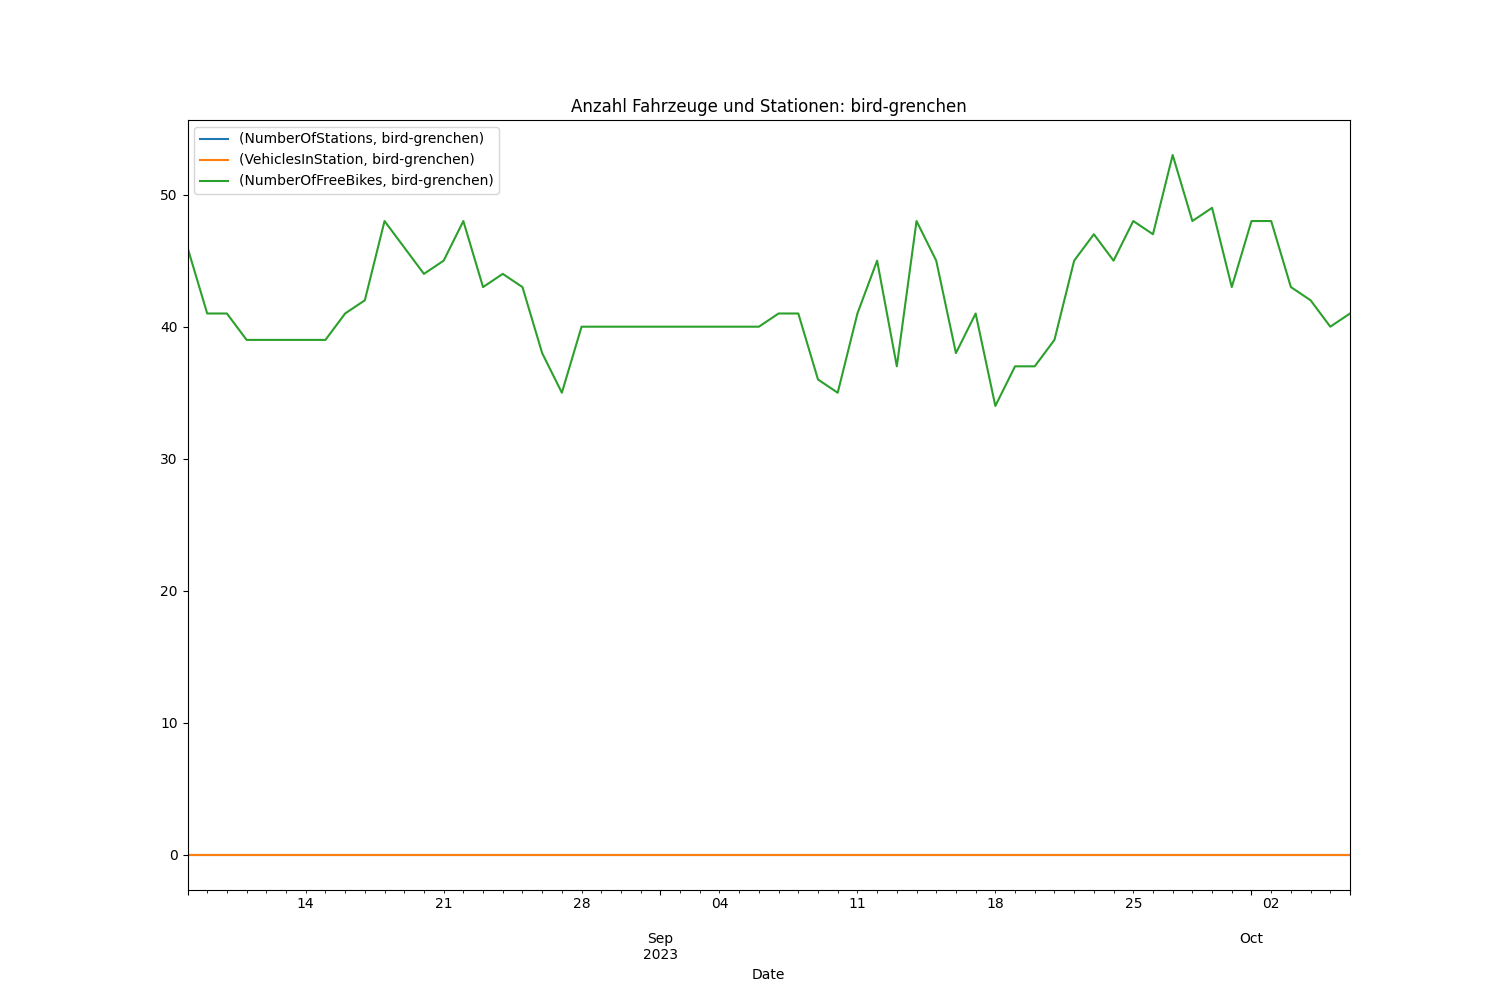 Anzahl Fahrzeuge und Stationen: bird-grenchen
(NumberOfStations, bird-grenchen)
(VehiclesInStation, bird-grenchen)
(NumberOfFreeBikes, bird-grenchen)
50
40
30
20
10
0
14 21 28 04 11 18 25 02
Sep Oct
2023
Date